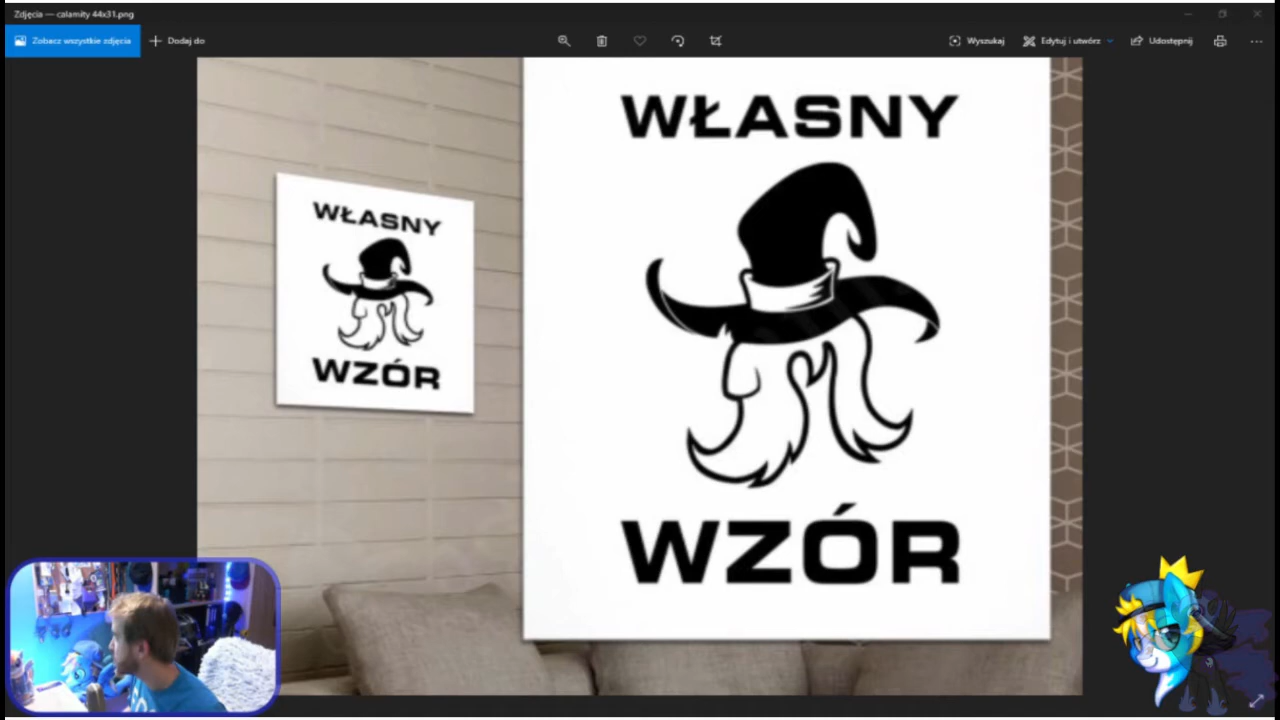 Zdjęcia — calamity 44x31.png
Zobacz wszystkie zdjęcia
Dodaj do
Wyszukaj
Edytuj i utwórz
Udostępnij
WŁASNY
WZÓR
WŁASNY
WZÓR